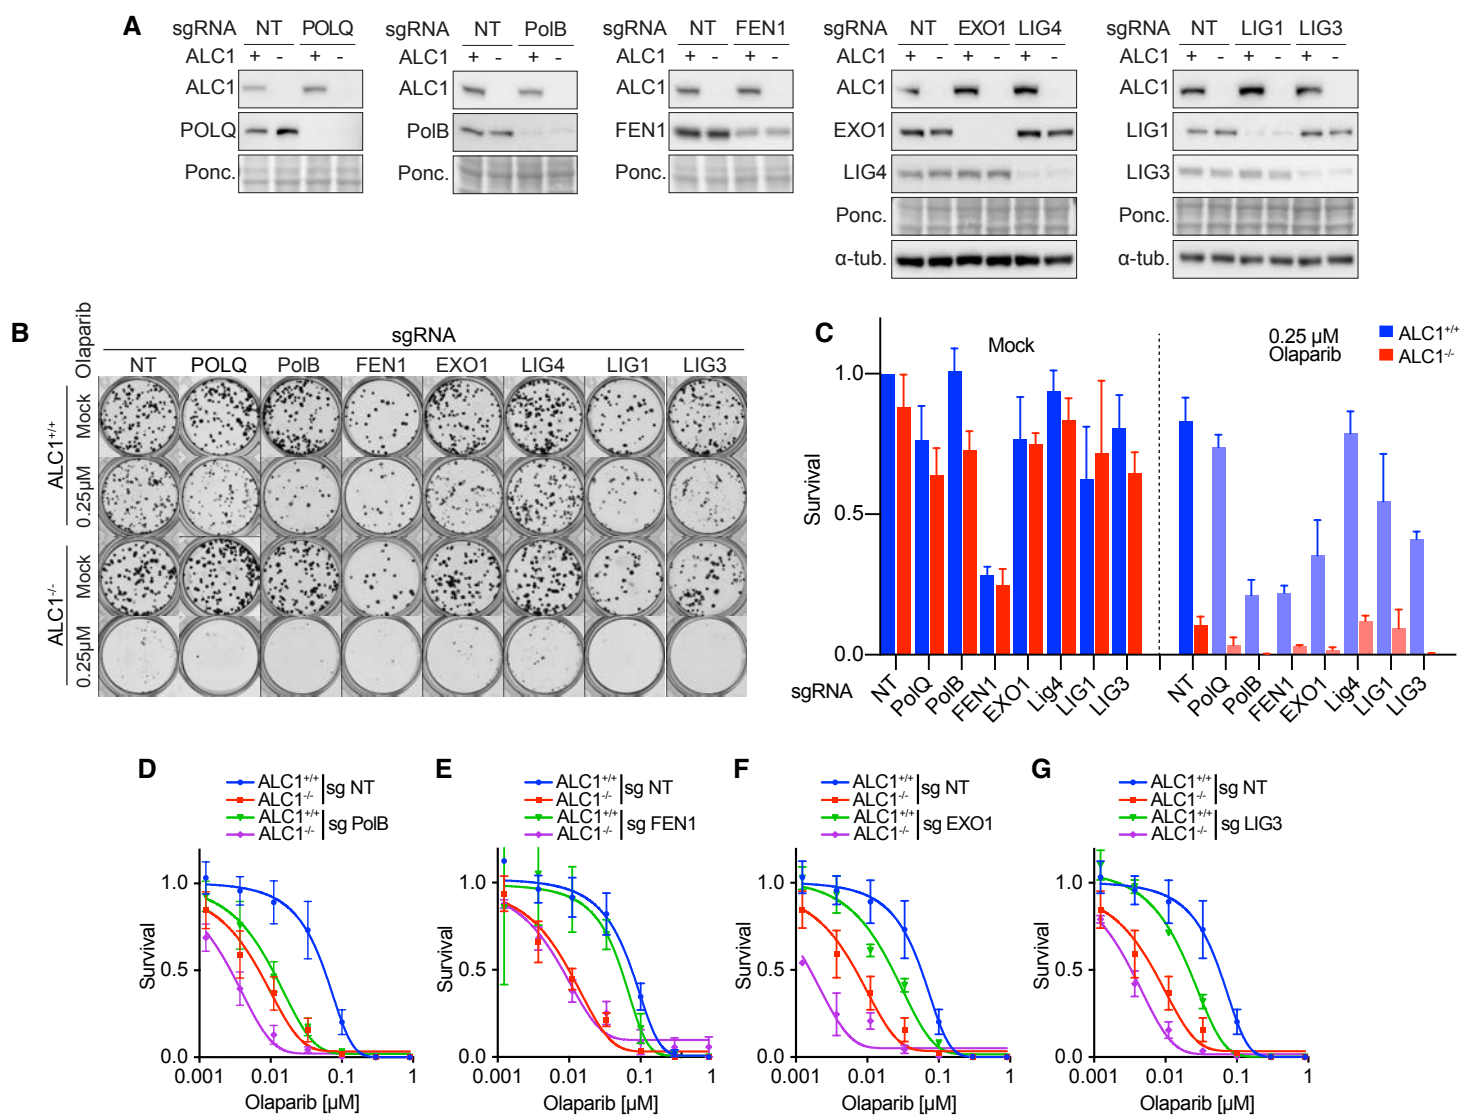 A
sgRNA NT POLQ
ALC1 + - + -
ALC1
POLQ
Ponc.
sgRNA NT PolB
ALC1 + - + -
ALC1
PolB
Ponc.
sgRNA NT FEN1
ALC1 + - + -
ALC1
FEN1
Ponc.
sgRNA NT EXO1 LIG4
ALC1 + - + - + -
ALC1
EXO1
LIG4
Ponc.
α-tub.
sgRNA NT LIG1 LIG3
ALC1 + - + - + -
ALC1
LIG1
LIG3
Ponc.
α-tub.
B
Olaparib
sgRNA
NT POLQ PolB FEN1 EXO1 LIG4 LIG1 LIG3
ALC1+/+
Mock
0.25µM
ALC1-/-
Mock
0.25µM
C
Mock
0.25 µM
Olaparib
ALC1+/+
ALC1-/-
Survival
1.0
0.5
0.0
sgRNA
NT PolQ PolB FEN1 EXO1 Lig4 LIG1 LIG3
NT PolQ PolB FEN1 EXO1 Lig4 LIG1 LIG3
D
ALC1+/+
ALC1-/-
sg NT
ALC1+/+
ALC1-/-
sg PolB
Survival
1.0
0.5
0.0
0.001 0.01 0.1 1
Olaparib [µM]
E
ALC1+/+
ALC1-/-
sg NT
ALC1+/+
ALC1-/-
sg FEN1
Survival
1.0
0.5
0.0
0.001 0.01 0.1 1
Olaparib [µM]
F
ALC1+/+
ALC1-/-
sg NT
ALC1+/+
ALC1-/-
sg EXO1
Survival
1.0
0.5
0.0
0.001 0.01 0.1 1
Olaparib [µM]
G
ALC1+/+
ALC1-/-
sg NT
ALC1+/+
ALC1-/-
sg LIG3
Survival
1.0
0.5
0.0
0.001 0.01 0.1 1
Olaparib [µM]